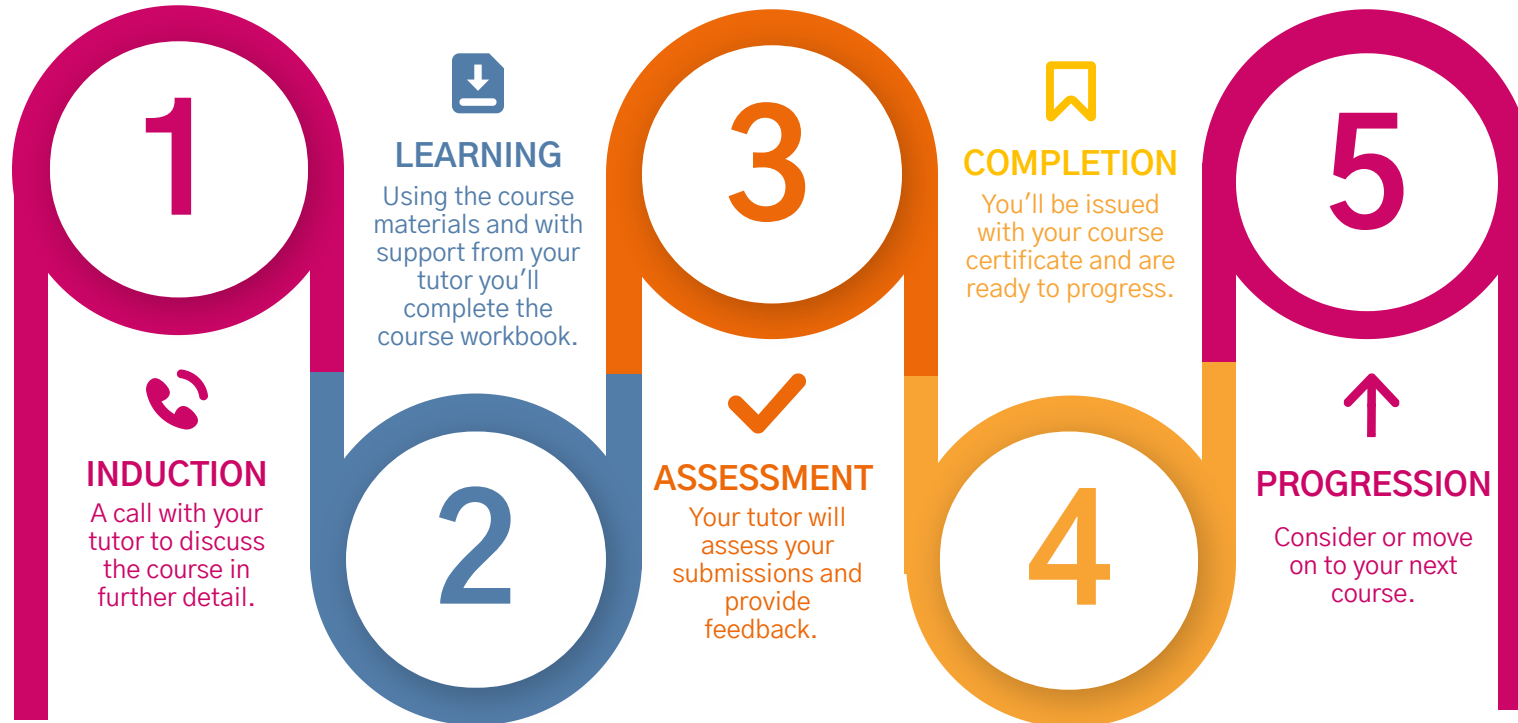 1
INDUCTION
A call with your
tutor to discuss
the course in
further detail.
LEARNING
Using the course
materials and with
support from your
tutor you’ll
complete the
course workbook.
2
3
ASSESSMENT
Your tutor will
assess your
submissions and
provide
feedback.
COMPLETION
You’ll be issued
with your course
certificate and are
ready to progress.
4
5
PROGRESSION
Consider or move
on to your next
course.